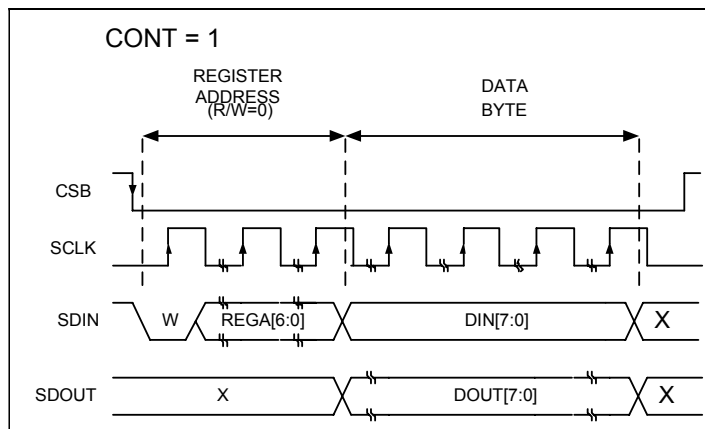 CONT = 1
REGISTER
ADDRESS
(R/W=0)
DATA
BYTE
CSB
SCLK
SDIN
W
REGA[6:0]
DIN[7:0]
X
SDOUT
X
DOUT[7:0]
X